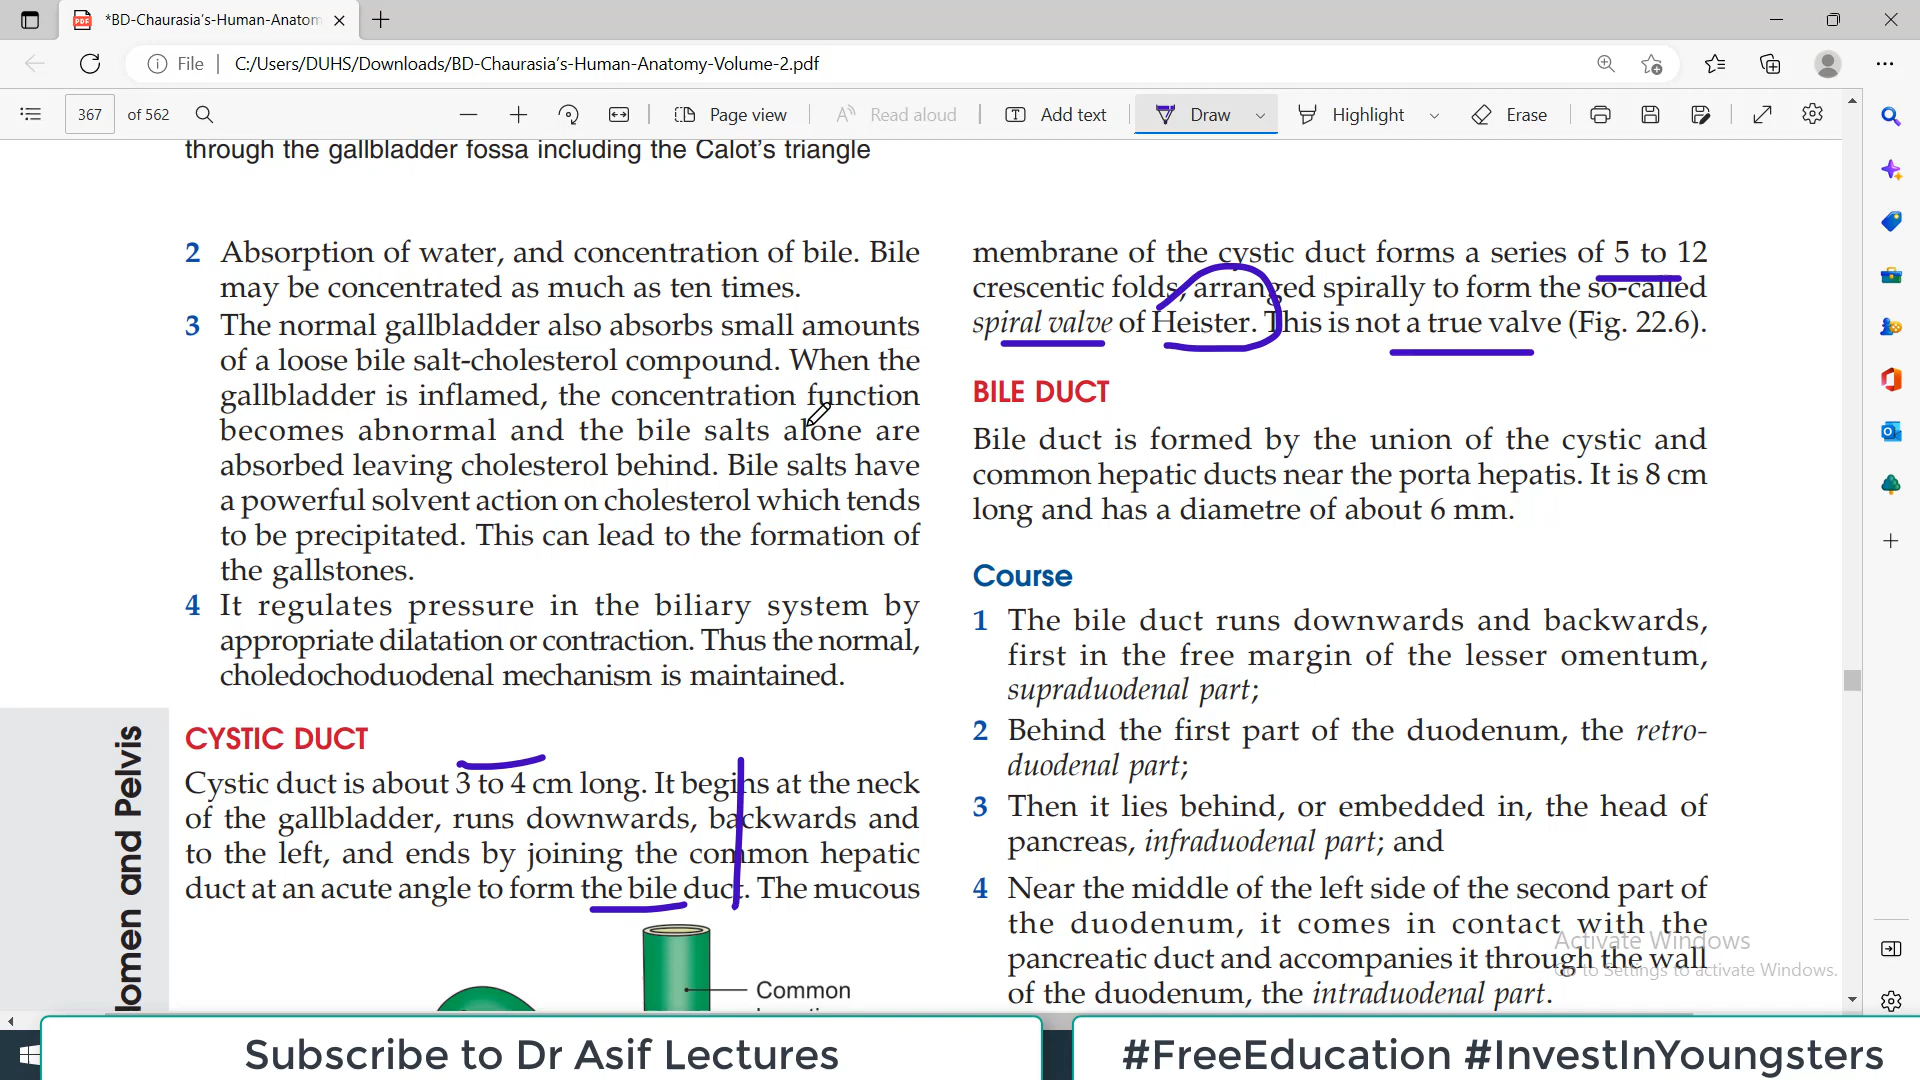 *BD-Chaurasia's-Human-Anatom
File
C:/Users/DUHS/Downloads/BD-Chaurasia's-Human-Anatomy-Volume-2.pdf
367 of 562
Page view
Read aloud
Add text
Draw
Highlight
Erase
through the gallbladder fossa including the Calot's triangle
2 Absorption of water, and concentration of bile. Bile
may be concentrated as much as ten times.
3 The normal gallbladder also absorbs small amounts
of a loose bile salt-cholesterol compound. When the
gallbladder is inflamed, the concentration function
becomes abnormal and the bile salts alone are
absorbed leaving cholesterol behind. Bile salts have
a powerful solvent action on cholesterol which tends
to be precipitated. This can lead to the formation of
the gallstones.
4 It regulates pressure in the biliary system by
appropriate dilatation or contraction. Thus the normal,
choledochoduodenal mechanism is maintained.
CYSTIC DUCT
Cystic duct is about 3 to 4 cm long. It begins at the neck
of the gallbladder, runs downwards, backwards and
to the left, and ends by joining the common hepatic
duct at an acute angle to form the bile duct. The mucous
Common
membrane of the cystic duct forms a series of 5 to 12
crescentic folds, arranged spirally to form the so-called
spiral valve of Heister. This is not a true valve (Fig. 22.6).
BILE DUCT
Bile duct is formed by the union of the cystic and
common hepatic ducts near the porta hepatis. It is 8 cm
long and has a diametre of about 6 mm.
Course
1 The bile duct runs downwards and backwards,
first in the free margin of the lesser omentum,
supraduodenal part;
2 Behind the first part of the duodenum, the retro-
duodenal part;
3 Then it lies behind, or embedded in, the head of
pancreas, infraduodenal part; and
4 Near the middle of the left side of the second part of
the duodenum, it comes in contact with the
pancreatic duct and accompanies it through the wall
of the duodenum, the intraduodenal part.
Activate Windows
Go to Settings to activate Windows.
domen and Pelvis
Subscribe to Dr Asif Lectures
#FreeEducation #InvestInYoungsters